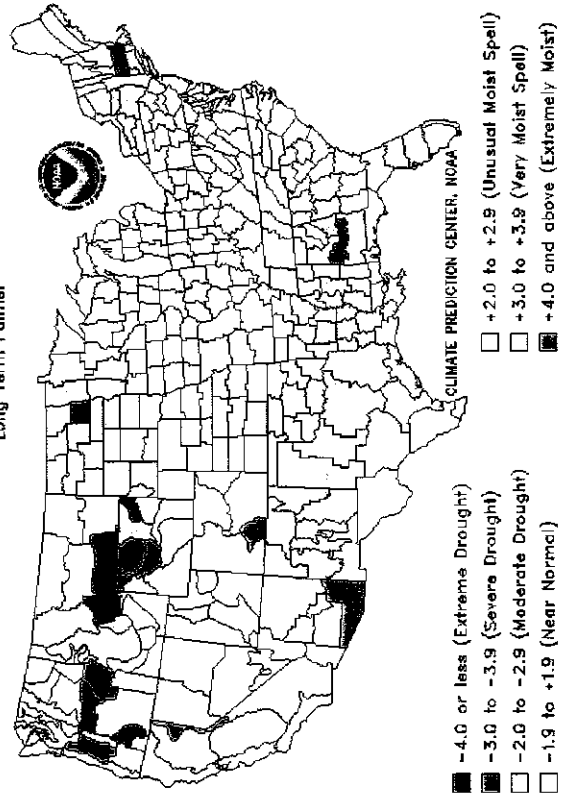 Long Term Palmer
NOAA
CLIMATE PREDICTION CENTER, NOAA
-4.0 or less (Extreme Drought)
-3.0 to -3.9 (Severe Drought)
-2.0 to -2.9 (Moderate Drought)
-1.9 to +1.9 (Near Normal)
+2.0 to +2.9 (Unusual Moist Spell)
+3.0 to +3.9 (Very Moist Spell)
+4.0 and above (Extremely Moist)